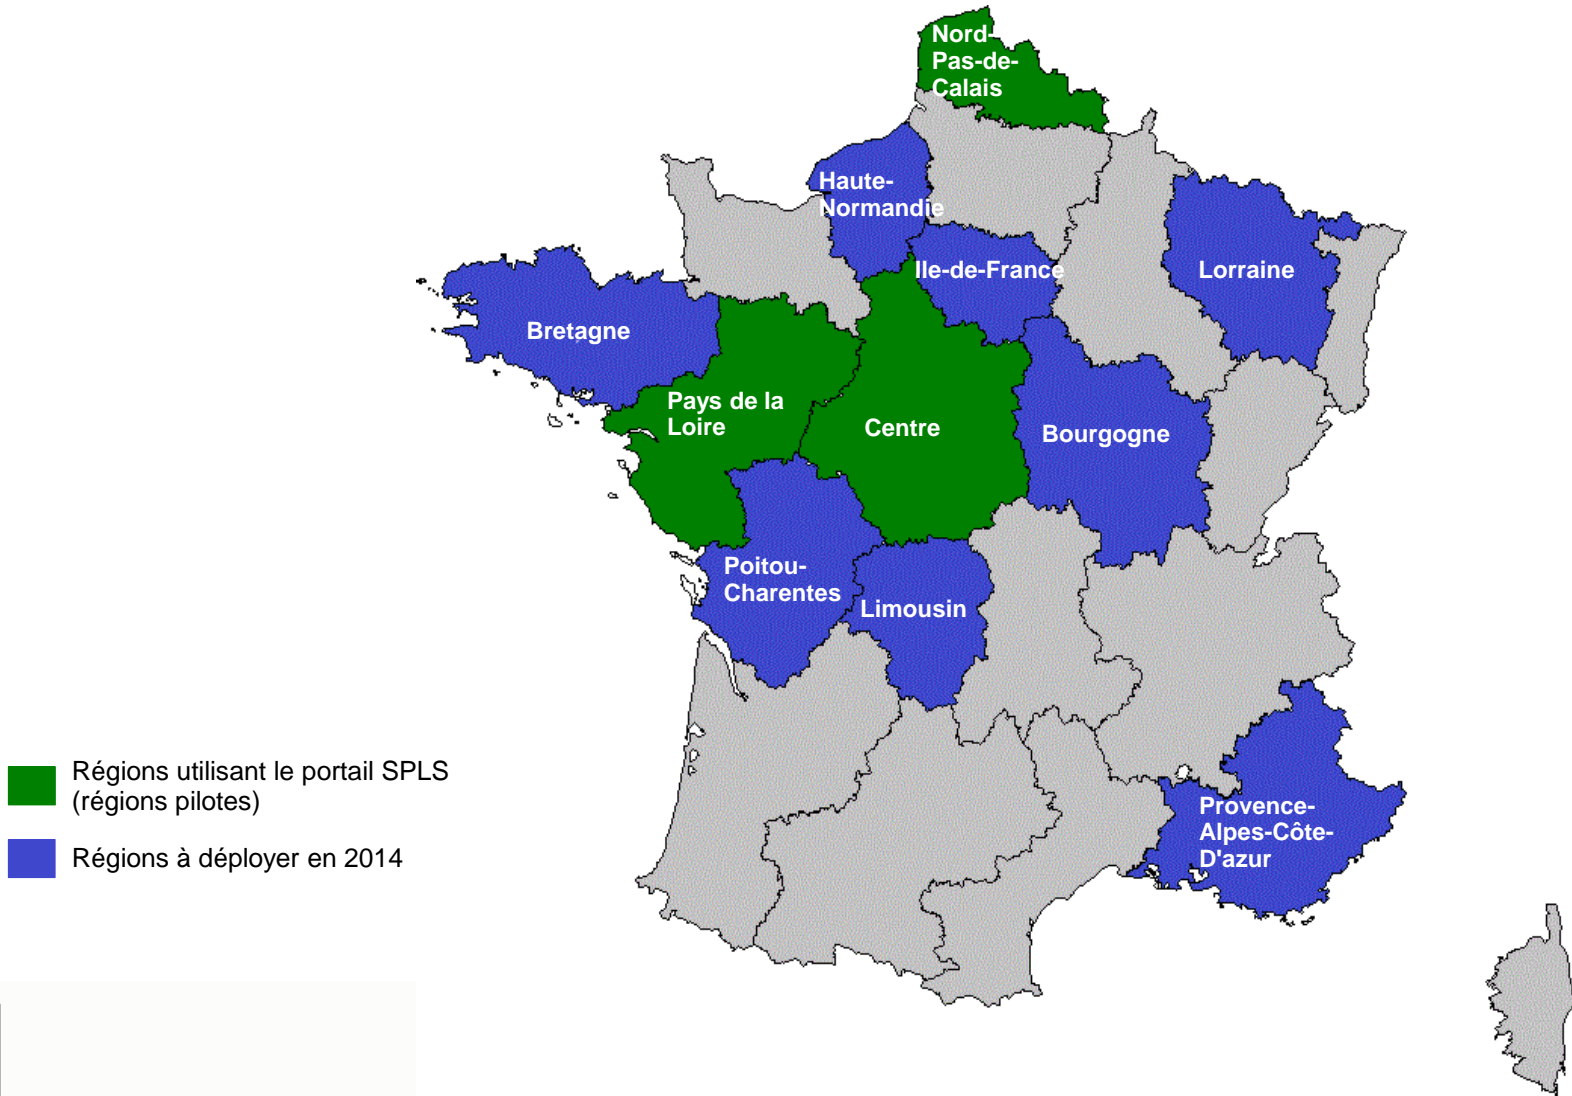 Nord-
Pas-de-
Calais
Haute-
Normandie
Ile-de-France
Lorraine
Bretagne
Pays de la
Loire
Centre
Bourgogne
Poitou-
Charentes
Limousin
Provence-
Alpes-Côte-
D'azur
Régions utilisant le portail SPLS
(régions pilotes)
Régions à déployer en 2014